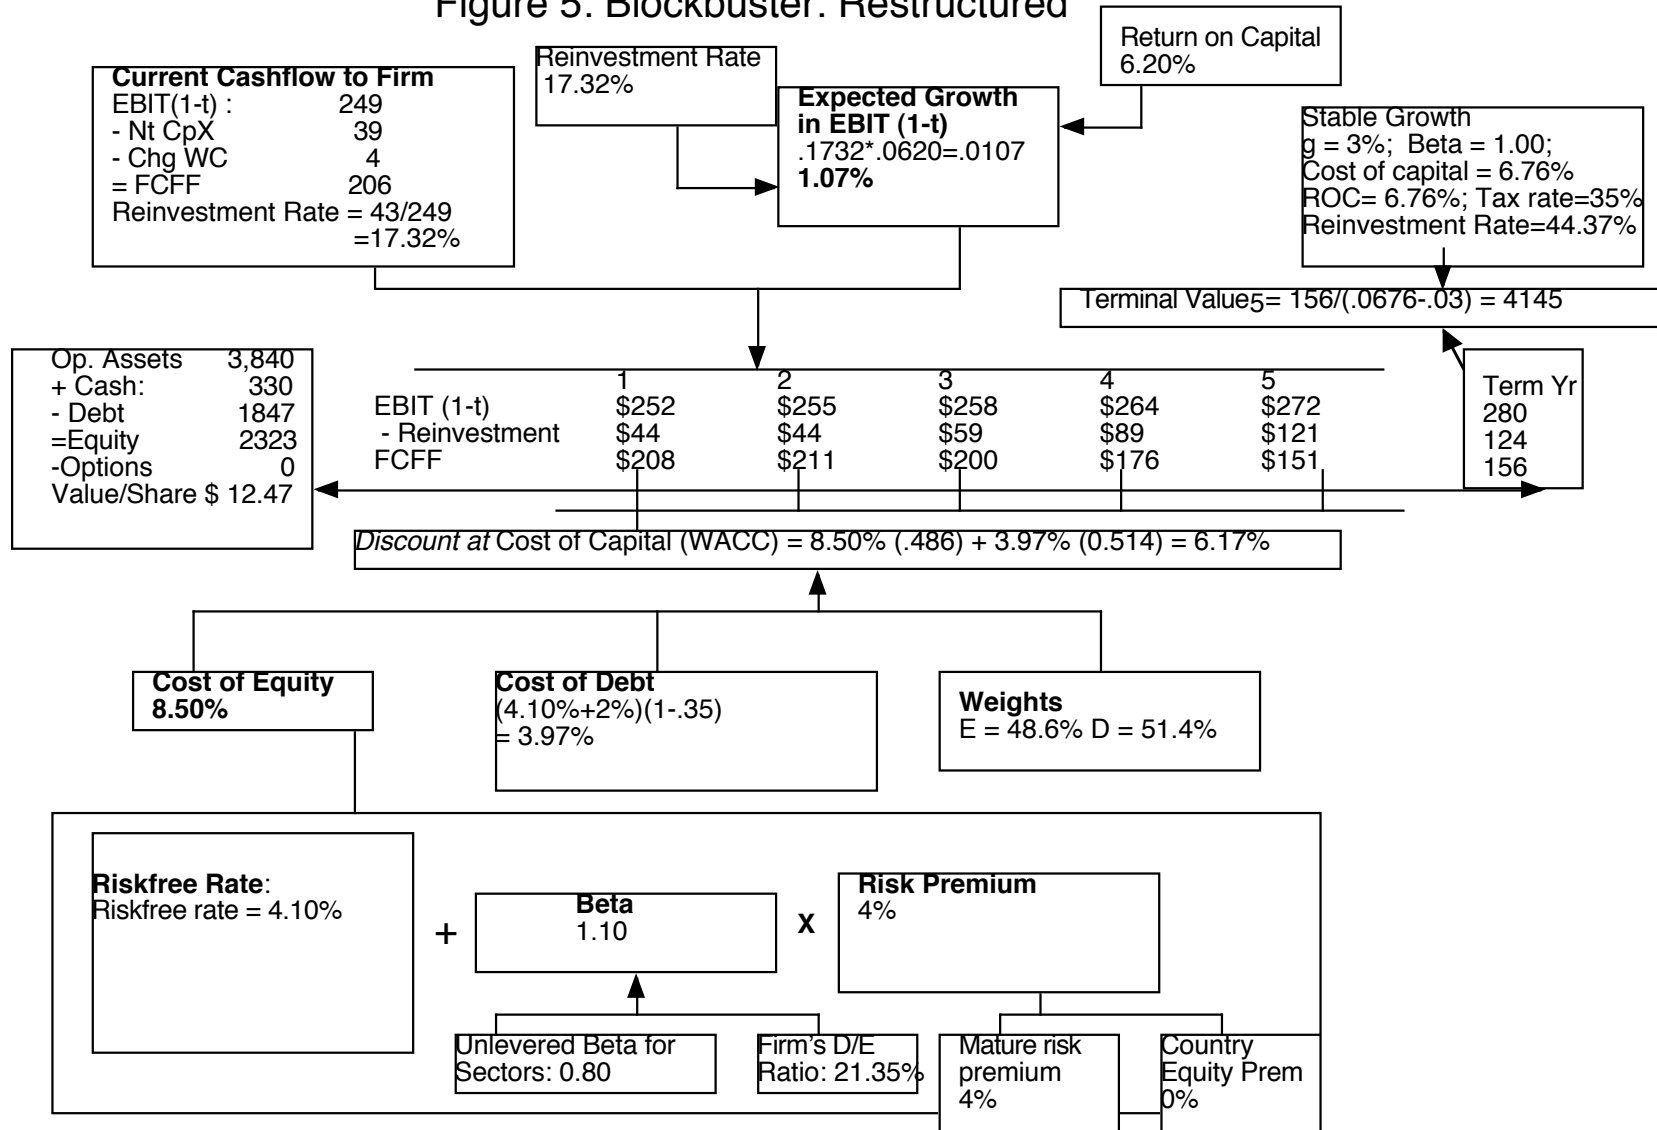 Figure 5: Blockbuster: Restructured
Return on Capital
6.20%
Reinvestment Rate
17.32%
Current Cashflow to Firm
EBIT(1-t) : 249
- Nt CpX 39
- Chg WC 4
= FCFF 206
Reinvestment Rate = 43/249
=17.32%
Expected Growth
in EBIT (1-t)
.1732*.0620=.0107
1.07%
Stable Growth
g = 3%; Beta = 1.00;
Cost of capital = 6.76%
ROC= 6.76%; Tax rate=35%
Reinvestment Rate=44.37%
Terminal Value5= 156/(.0676-.03) = 4145
Op. Assets 3,840
+ Cash: 330
- Debt 1847
=Equity 2323
-Options 0
Value/Share $ 12.47
1 2 3 4 5
EBIT (1-t) $252 $255 $258 $264 $272
- Reinvestment $44 $44 $59 $89 $121
FCFF $208 $211 $200 $176 $151
Term Yr
280
124
156
Discount at Cost of Capital (WACC) = 8.50% (.486) + 3.97% (0.514) = 6.17%
Cost of Equity
8.50%
Cost of Debt
(4.10%+2%)(1-.35)
= 3.97%
Weights
E = 48.6% D = 51.4%
Riskfree Rate:
Riskfree rate = 4.10%
+
Beta
1.10
X
Risk Premium
4%
Unlevered Beta for
Sectors: 0.80
Firm's D/E
Ratio: 21.35%
Mature risk
premium
4%
Country
Equity Prem
0%